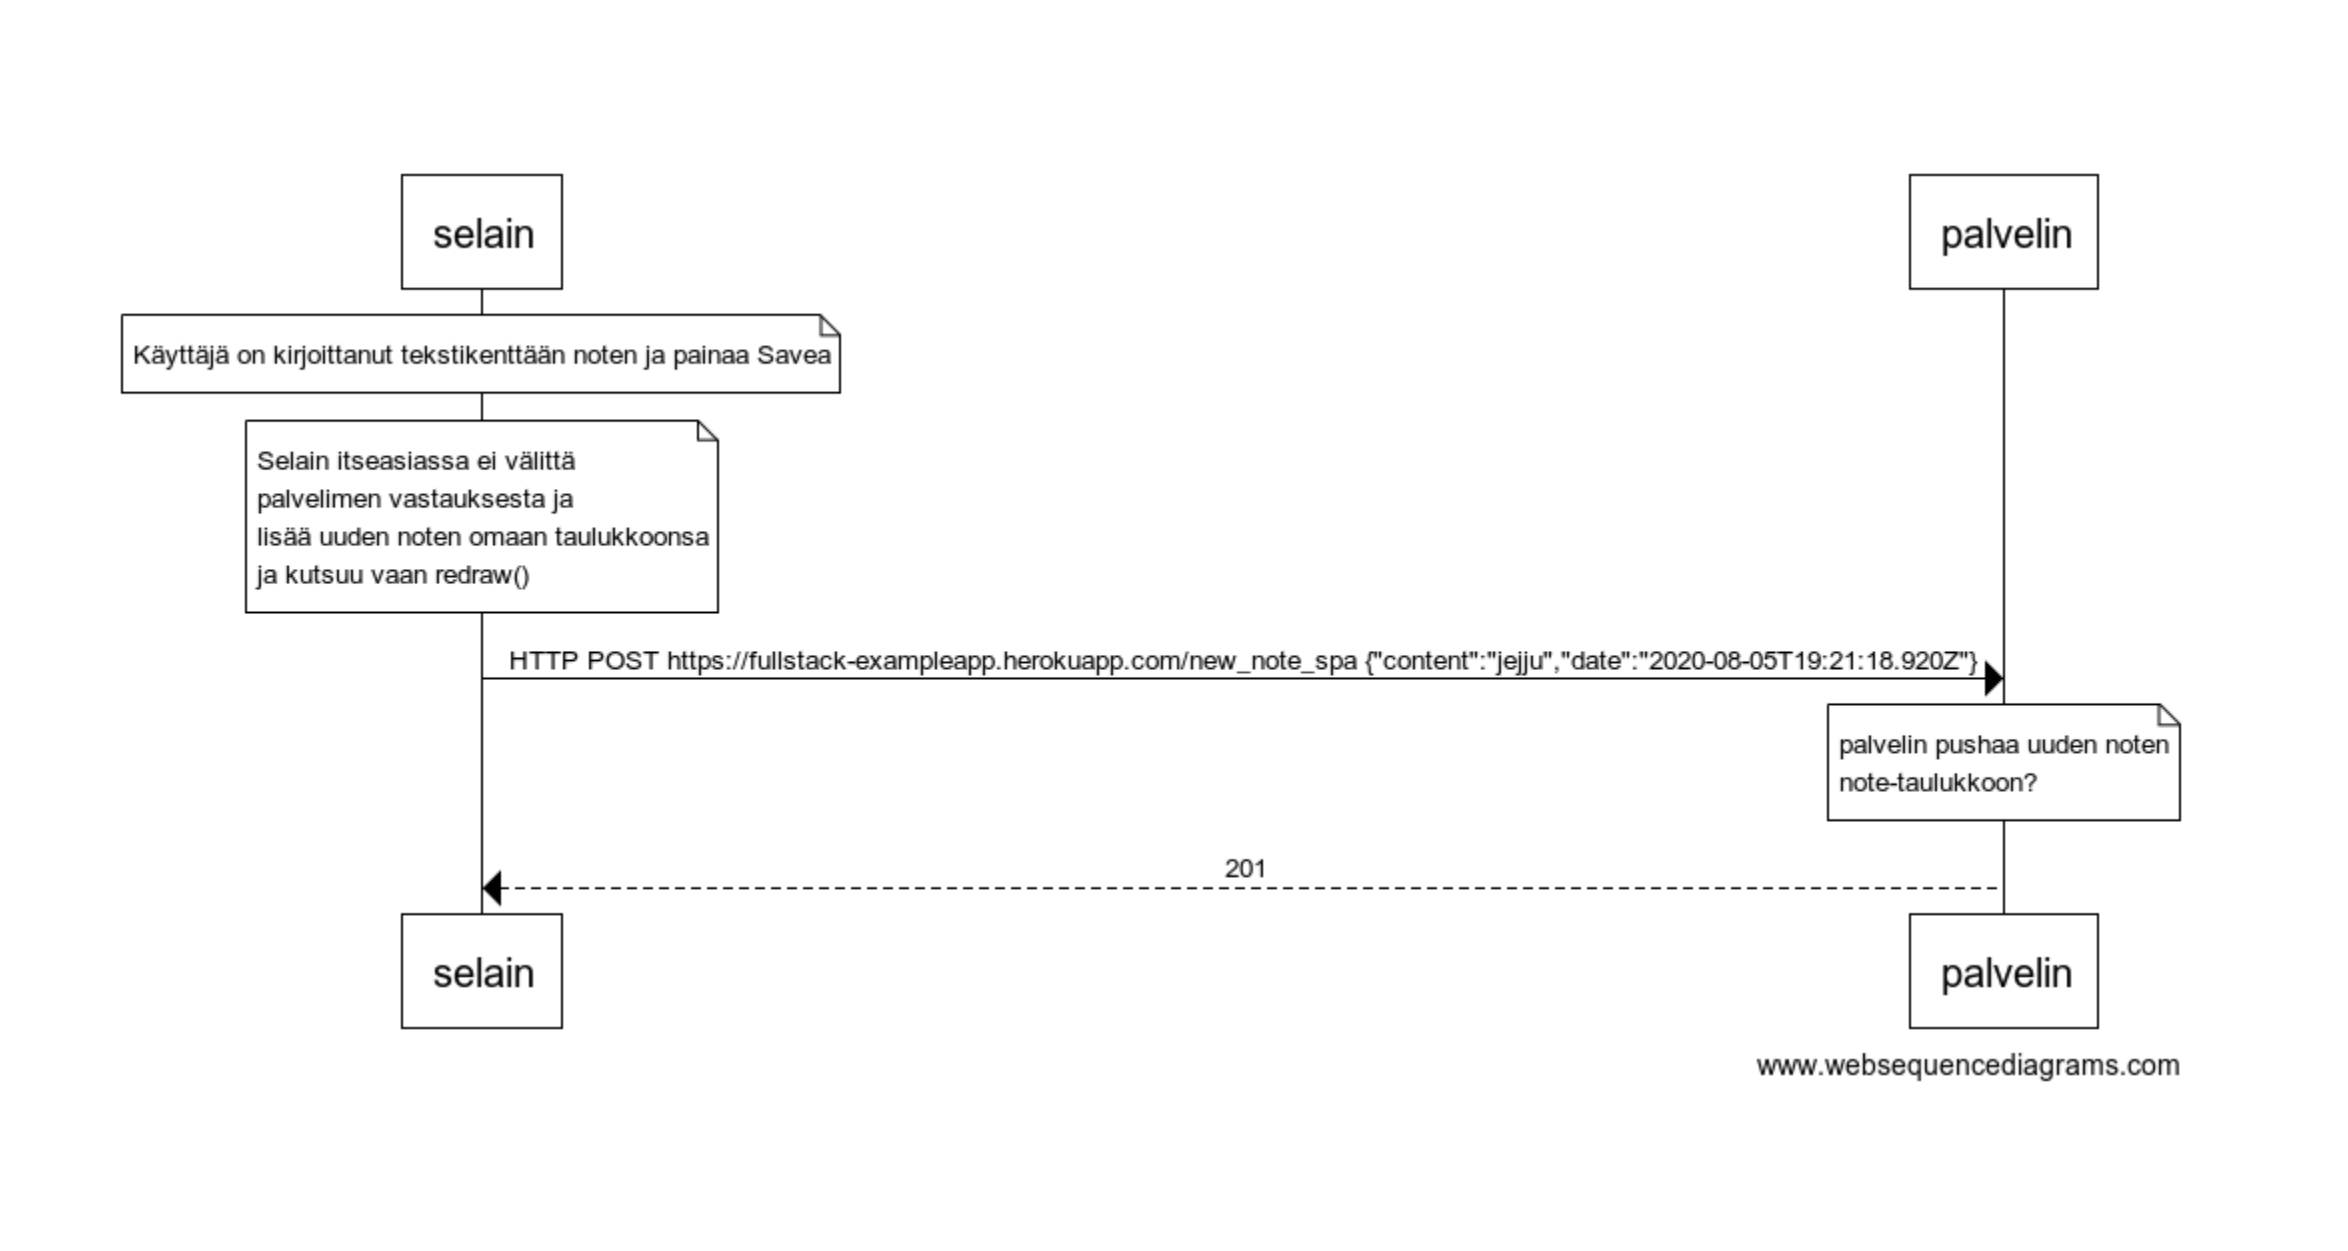 selain
palvelin
Käyttäjä on kirjoittanut tekstikenttään noten ja painaa Savea
Selain itseasiassa ei välittä
palvelimen vastauksesta ja
lisää uuden noten omaan taulukkoonsa
ja kutsuu vaan redraw()
HTTP POST https://fullstack-exampleapp.herokuapp.com/new_note_spa {"content":"jejju","date":"2020-08-05T19:21:18.920Z"}
palvelin pushaa uuden noten
note-taulukkoon?
201
selain
palvelin
www.websequencediagrams.com